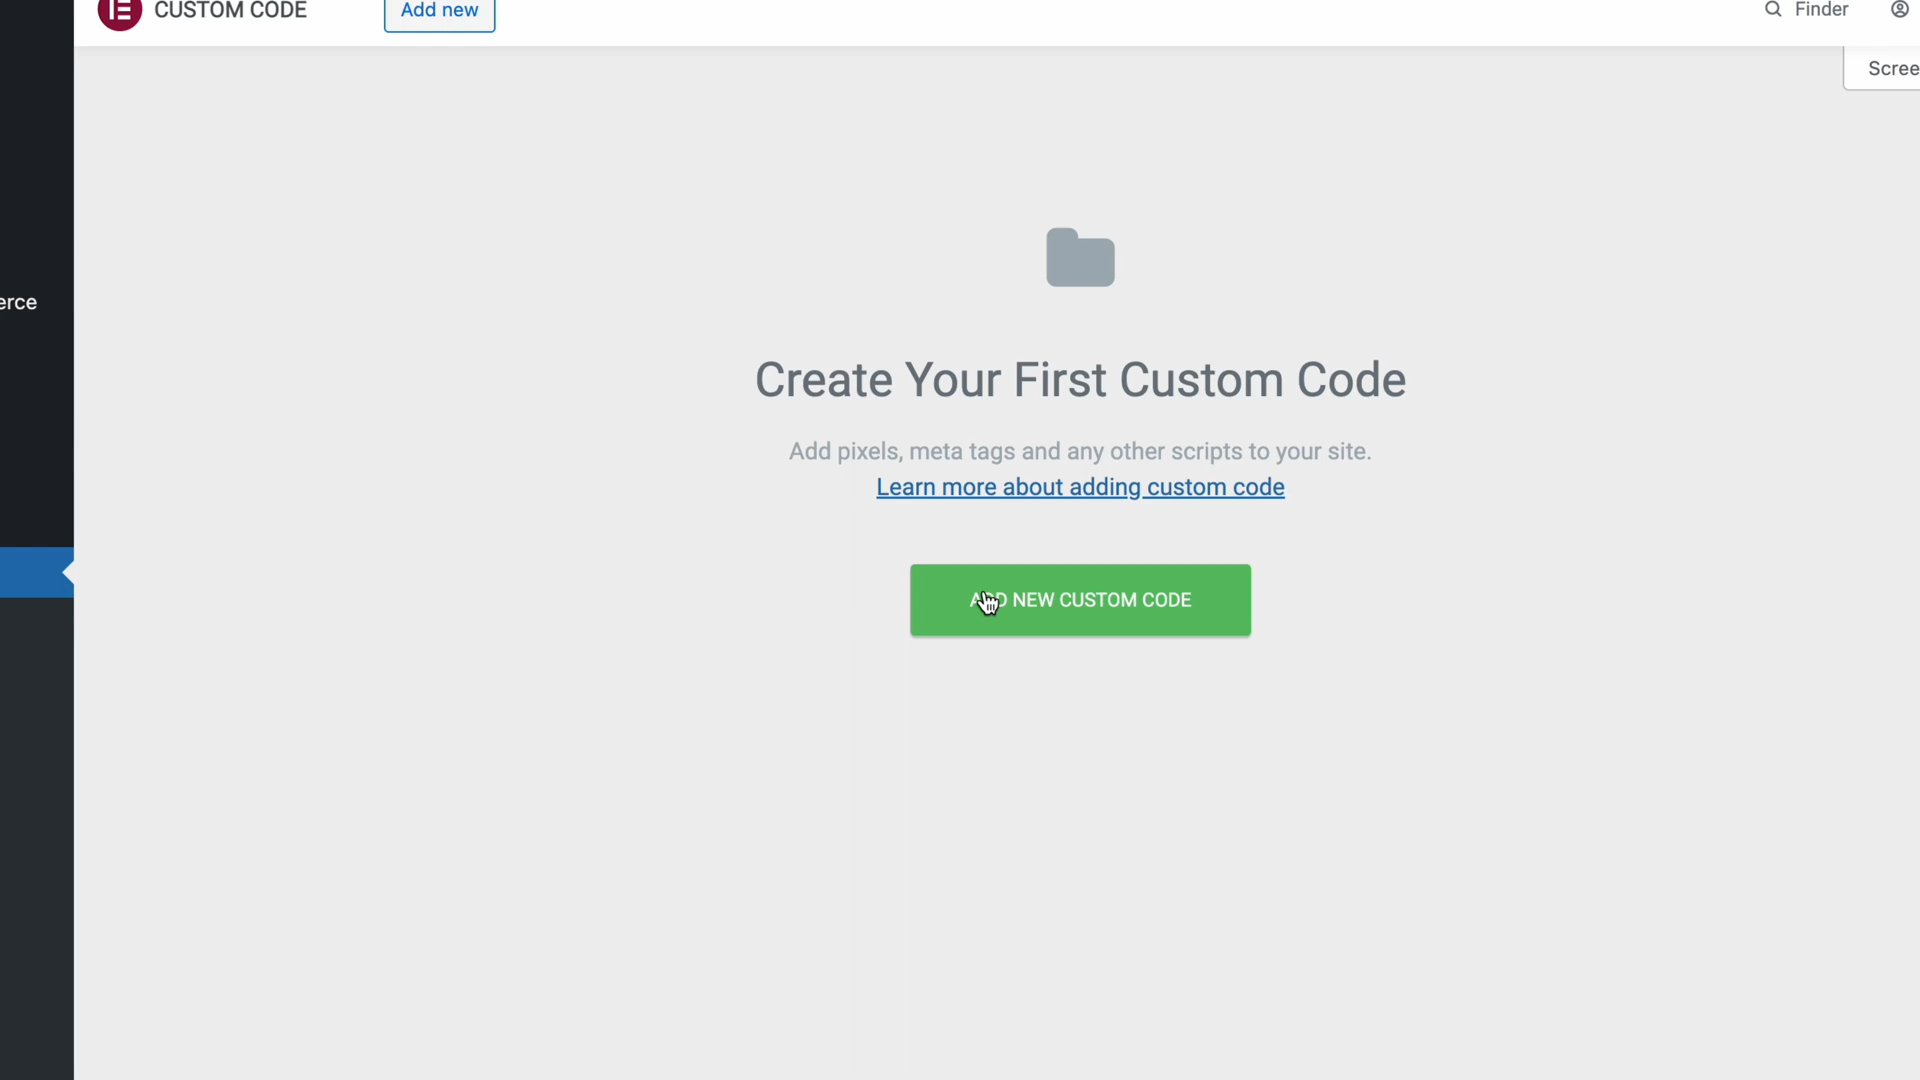 CUSTOM CODE
Add new
Finder
Scree
erce
Create Your First Custom Code
Add pixels, meta tags and any other scripts to your site.
Learn more about adding custom code
ADD NEW CUSTOM CODE